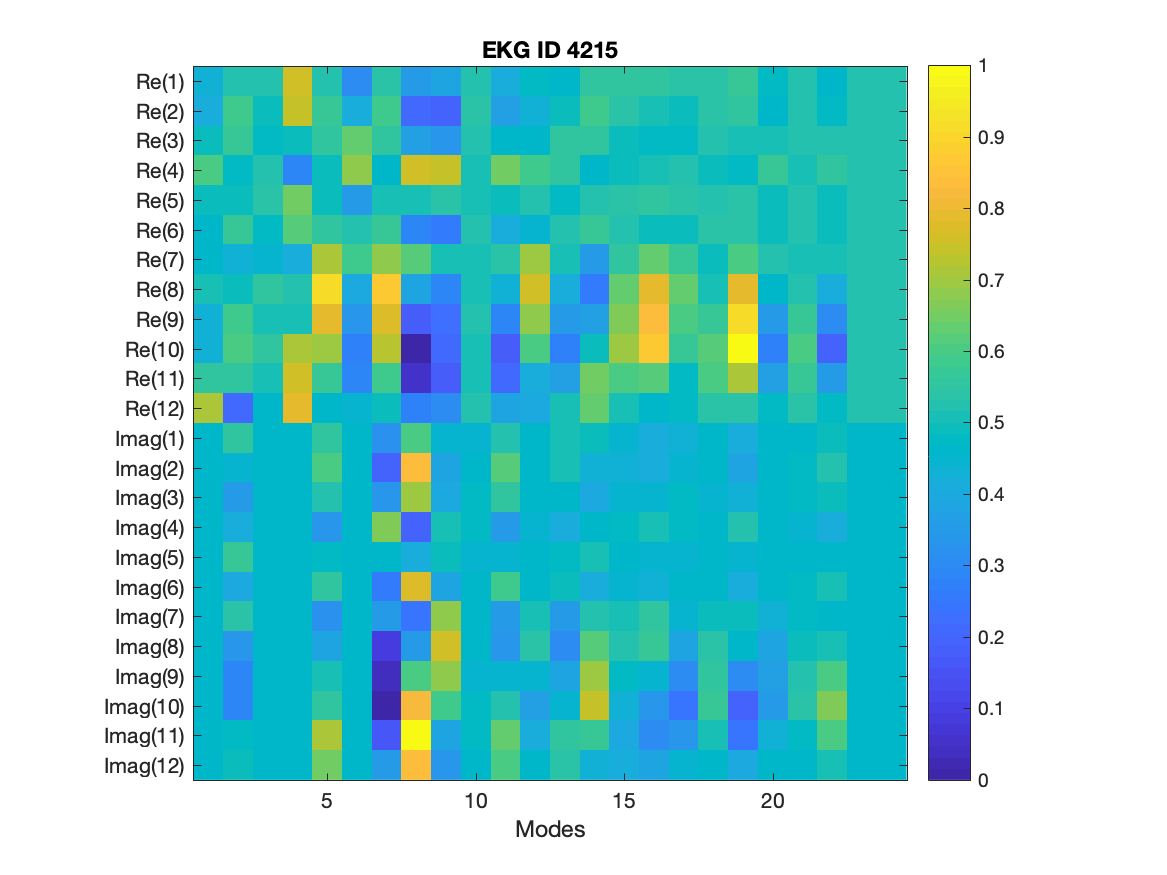 EKG ID 4215
Re(1)
Re(2)
Re(3)
Re(4)
Re(5)
Re(6)
Re(7)
Re(8)
Re(9)
Re(10)
Re(11)
Re(12)
Imag(1)
Imag(2)
Imag(3)
Imag(4)
Imag(5)
Imag(6)
Imag(7)
Imag(8)
Imag(9)
Imag(10)
Imag(11)
Imag(12)
5 10 15 20
Modes
1
0.9
0.8
0.7
0.6
0.5
0.4
0.3
0.2
0.1
0